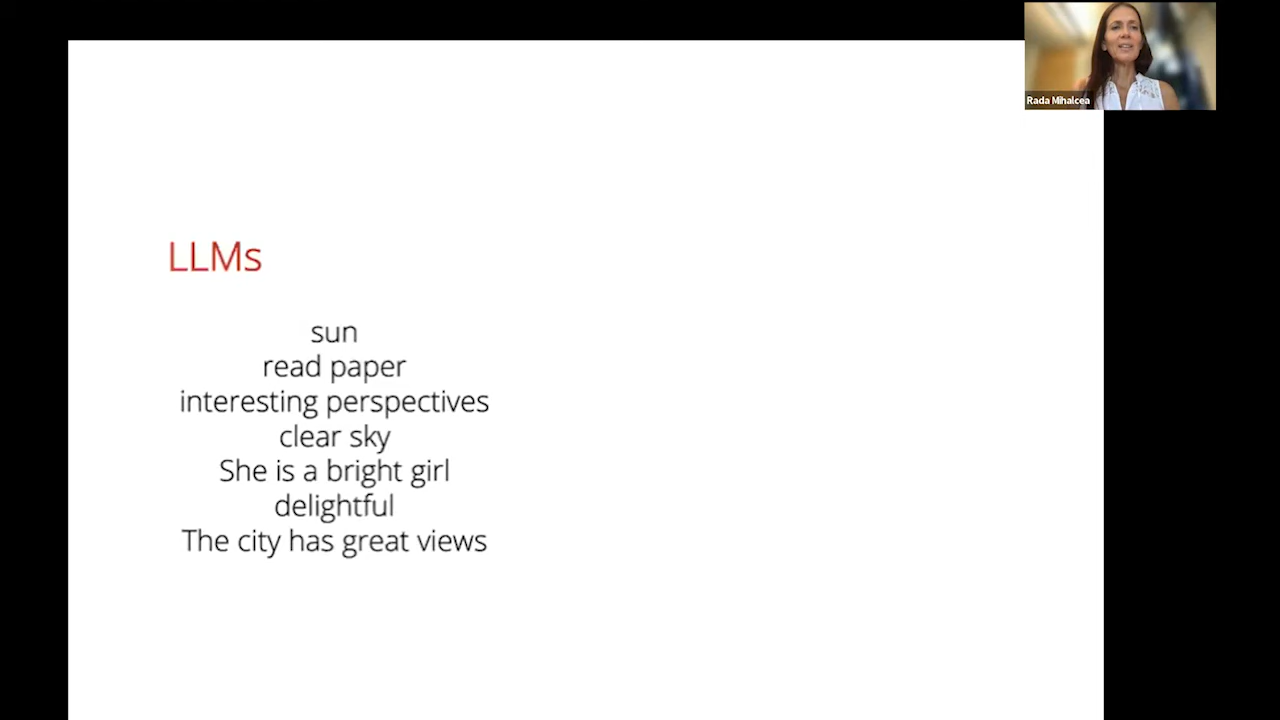 Rada Mihalcea
LLMs
sun
read paper
interesting perspectives
clear sky
She is a bright girl
delightful
The city has great views